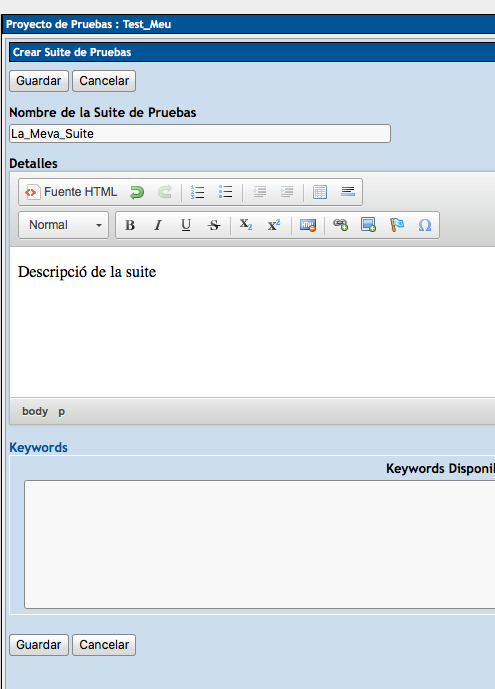 Proyecto de Pruebas : Test_Meu
Crear Suite de Pruebas
Guardar Cancelar
Nombre de la Suite de Pruebas
La_Meva_Suite
Detalles
Fuente HTML
Normal B I U S X₂ X² Ω
Descripció de la suite
body p
Keywords
Keywords Disponi
Guardar Cancelar